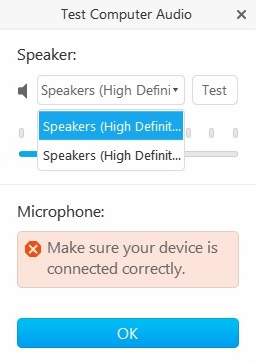 Test Computer Audio
Speaker:
Speakers (High Defini
Test
Speakers (High Definit...
Speakers (High Definit...
Microphone:
Make sure your device is
connected correctly.
OK